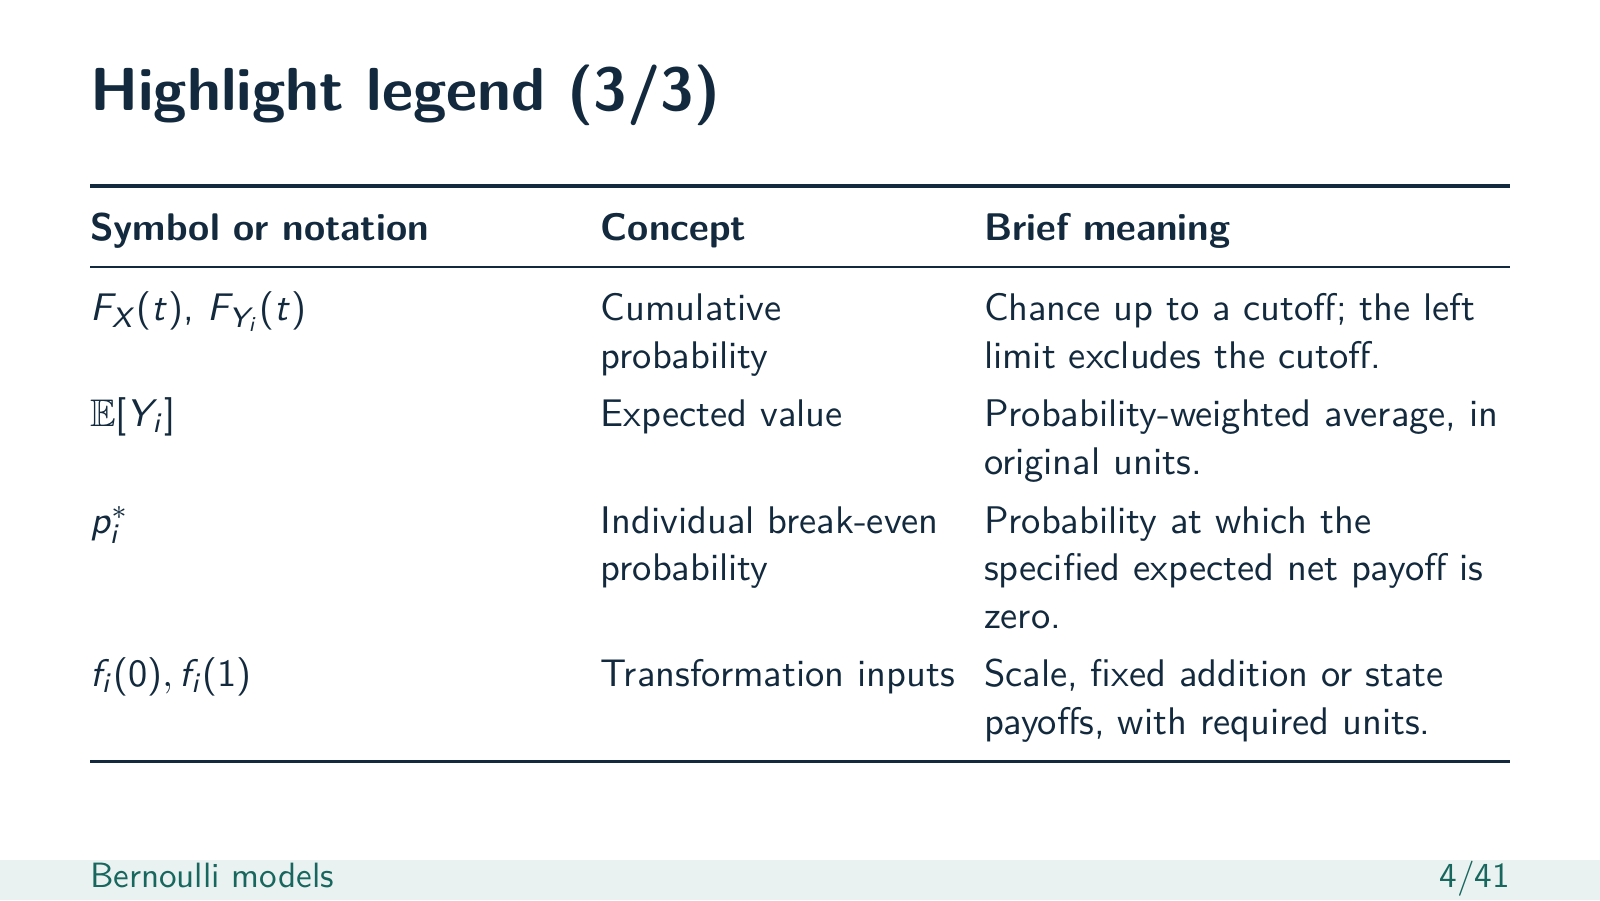 Highlight legend (3/3)
Symbol or notation Concept Brief meaning
F_X(t), F_{Y_i}(t) Cumulative probability Chance up to a cutoff; the left limit excludes the cutoff.
𝔼[Y_i] Expected value Probability-weighted average, in original units.
p_i^* Individual break-even probability Probability at which the specified expected net payoff is zero.
f_i(0), f_i(1) Transformation inputs Scale, fixed addition or state payoffs, with required units.
Bernoulli models 4/41